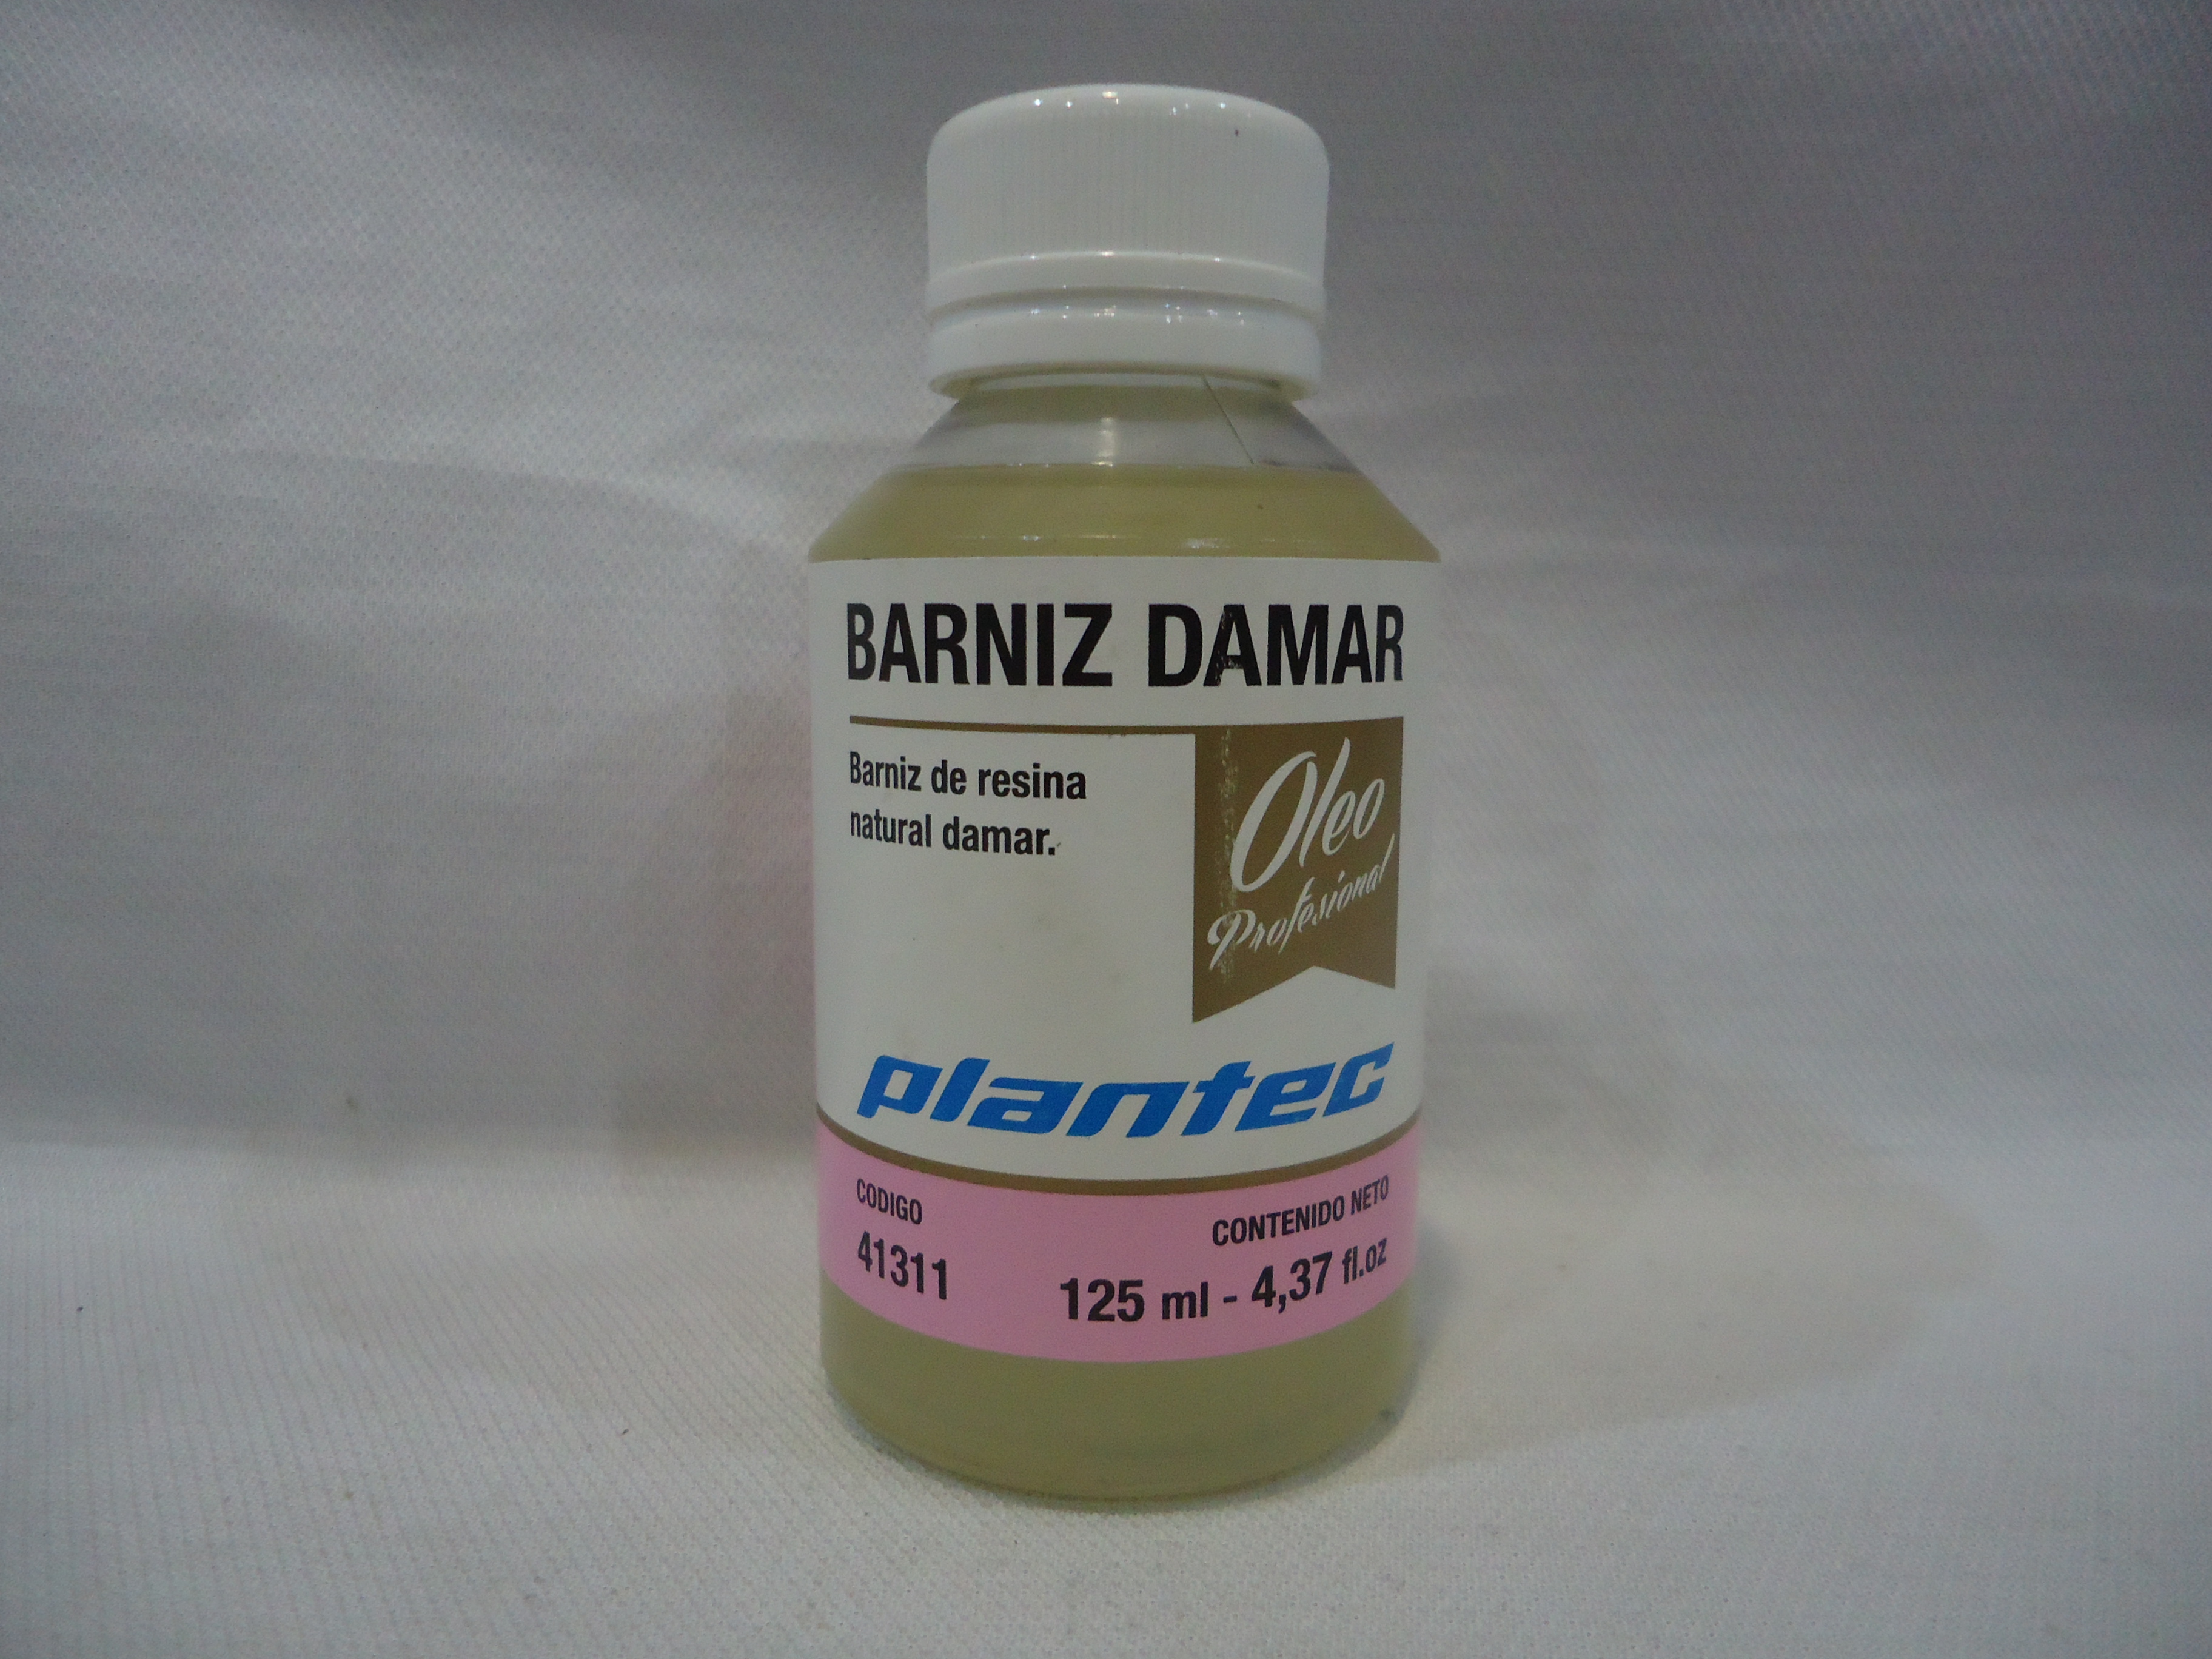 BARNIZ DAMAR
Barniz de resina
natural damar.
Oleo
Profesional
plantec
CODIGO
41311
CONTENIDO NETO
125 ml - 4,37 fl.oz